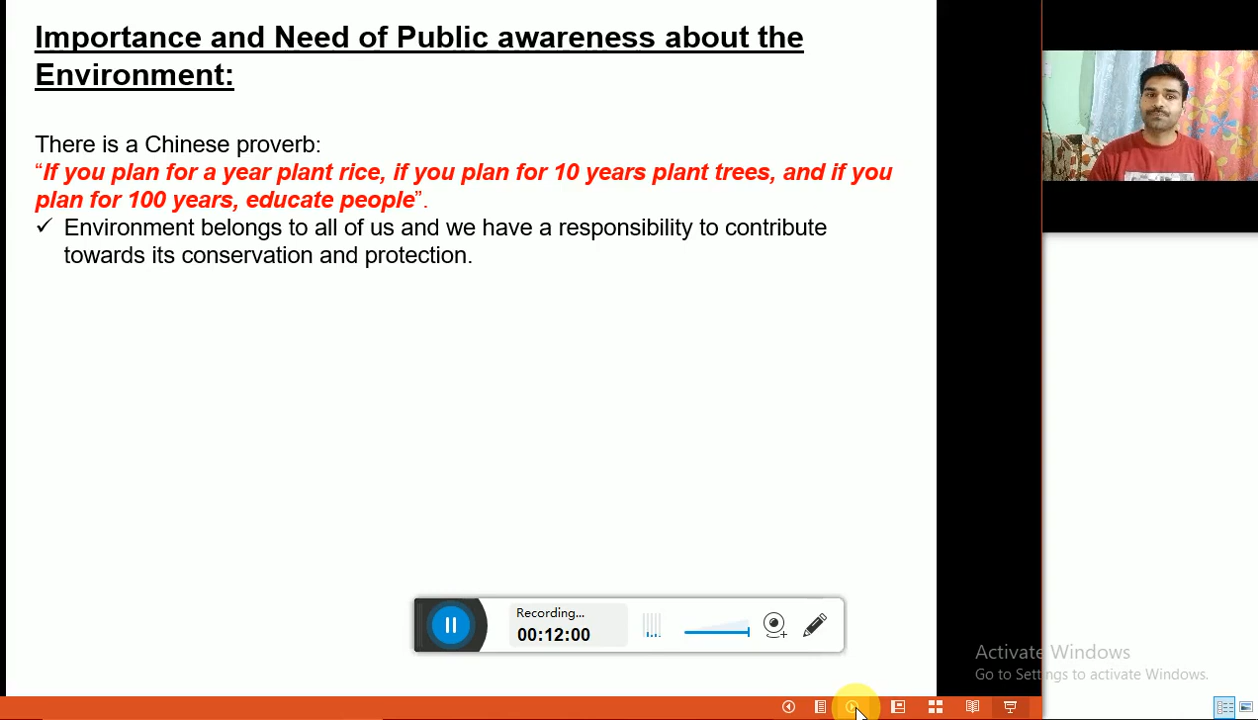 Importance and Need of Public awareness about the
Environment:
There is a Chinese proverb:
“If you plan for a year plant rice, if you plan for 10 years plant trees, and if you
plan for 100 years, educate people”.
✓ Environment belongs to all of us and we have a responsibility to contribute
towards its conservation and protection.
Recording...
00:12:00
Activate Windows
Go to Settings to activate Windows.